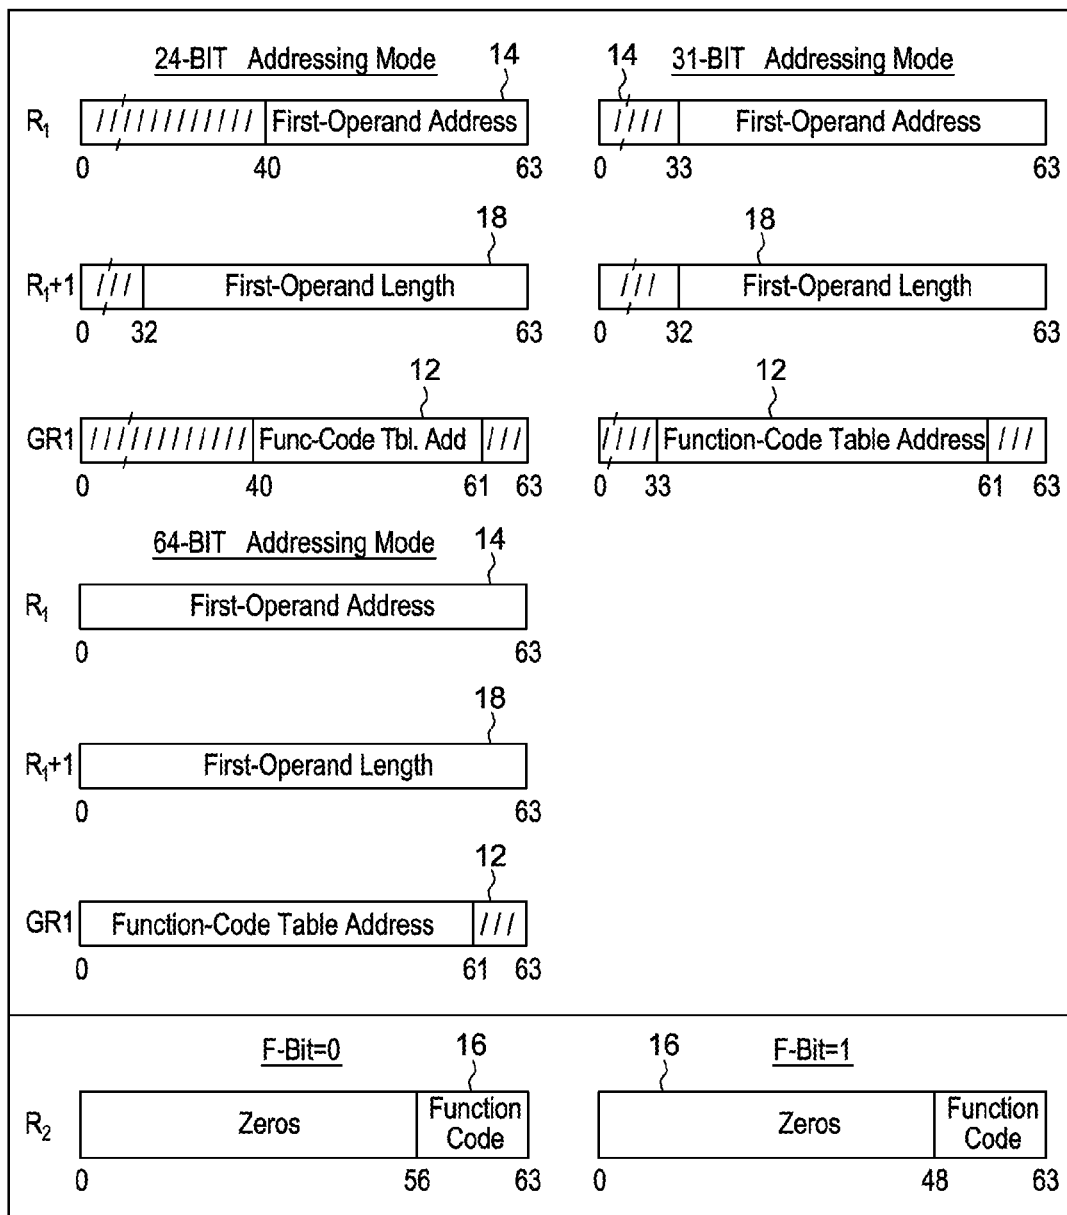 24-BIT Addressing Mode 14
14 31-BIT Addressing Mode
R1 First-Operand Address
0 40 63
First-Operand Address
0 33 63
18
R1+1 First-Operand Length
0 32 63
18
First-Operand Length
0 32 63
12
GR1 Func-Code Tbl. Add
0 40 61 63
12
Function-Code Table Address
0 33 61 63
64-BIT Addressing Mode 14
R1 First-Operand Address
0 63
18
R1+1 First-Operand Length
0 63
12
GR1 Function-Code Table Address
0 61 63
F-Bit=0 16
16 F-Bit=1
R2 Zeros Function
Code
0 56 63
Zeros Function
Code
0 48 63